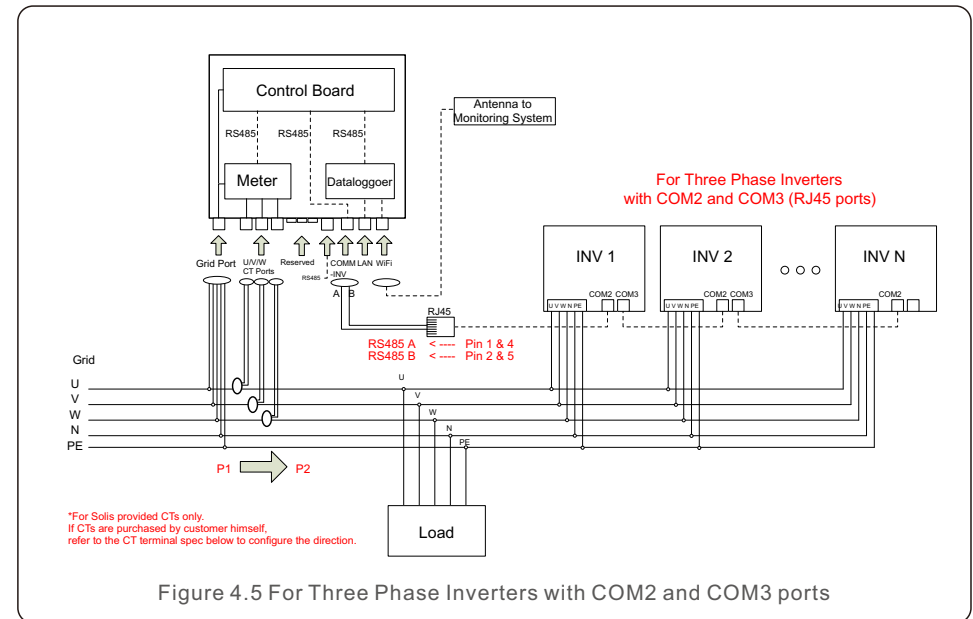 Control Board
RS485
RS485
RS485
Meter
Dataloggoer
Antenna to
Monitoring System
For Three Phase Inverters
with COM2 and COM3 (RJ45 ports)
Grid Port
U/V/W
CT Ports
Reserved
RS485
COMM
-INV
LAN
WiFi
A
B
RJ45
RS485 A < ---- Pin 1 & 4
RS485 B < ---- Pin 2 & 5
INV 1
COM2 COM3
U V W N PE
INV 2
COM2 COM3
U V W N PE
INV N
COM2
U V W N PE
Grid
U
V
W
N
PE
U
V
W
N
PE
P1
P2
Load
*For Solis provided CTs only.
If CTs are purchased by customer himself,
refer to the CT terminal spec below to configure the direction.
Figure 4.5 For Three Phase Inverters with COM2 and COM3 ports